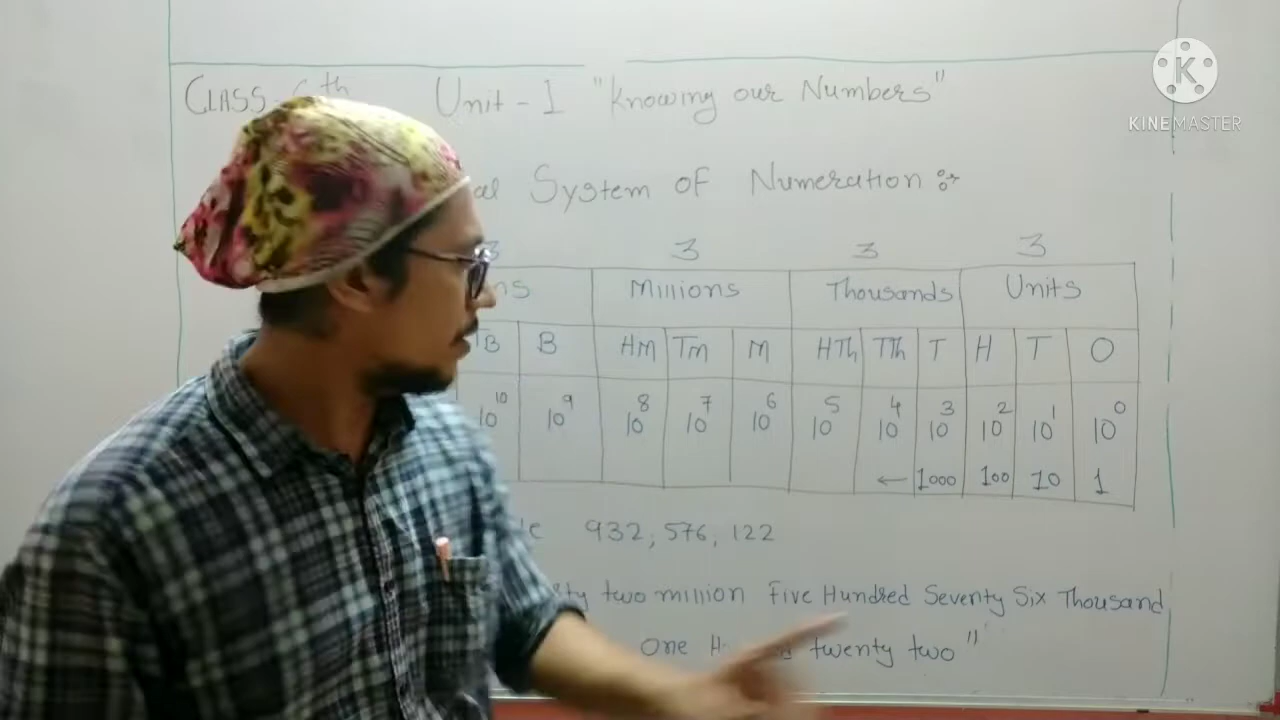 CLASS- 6th Unit - 1 "Knowing our Numbers"
System of Numeration :-
3 3 3 3
Millions Thousands Units
B B HM TM M HTh TTh T H T O
10^10 10^9 10^8 10^7 10^6 10^5 10^4 10^3 10^2 10^1 10^0
← 1000 100 10 1
932, 576, 122
two million Five Hundred Seventy Six Thousand
One twenty two"
KINEMASTER